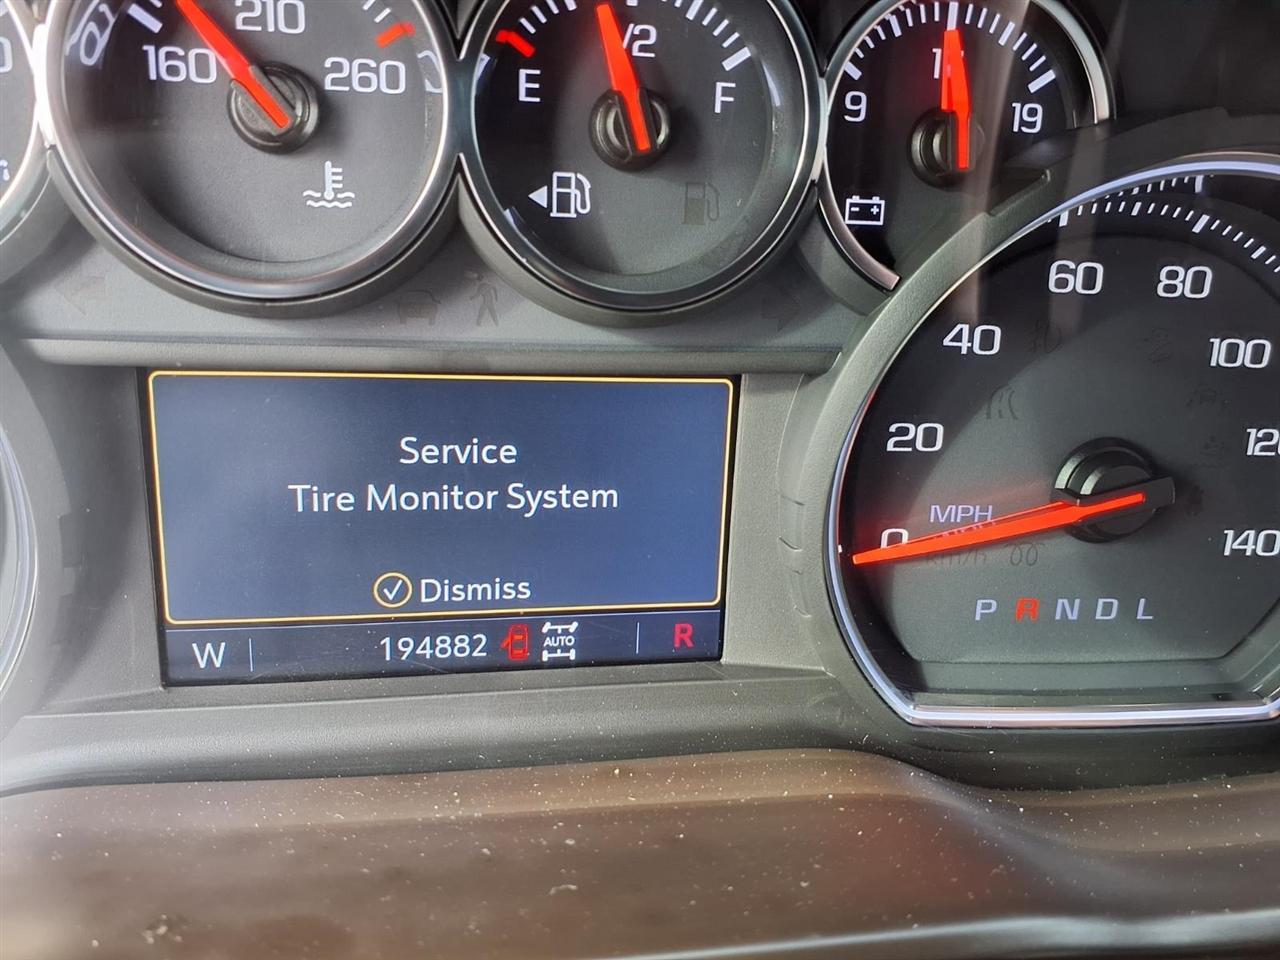 160 210 260
E 1/2 F
9 19
20 40 60 80 100 140
0 MPH
km/h
P R N D L
Service
Tire Monitor System
Dismiss
W 194882 AUTO R